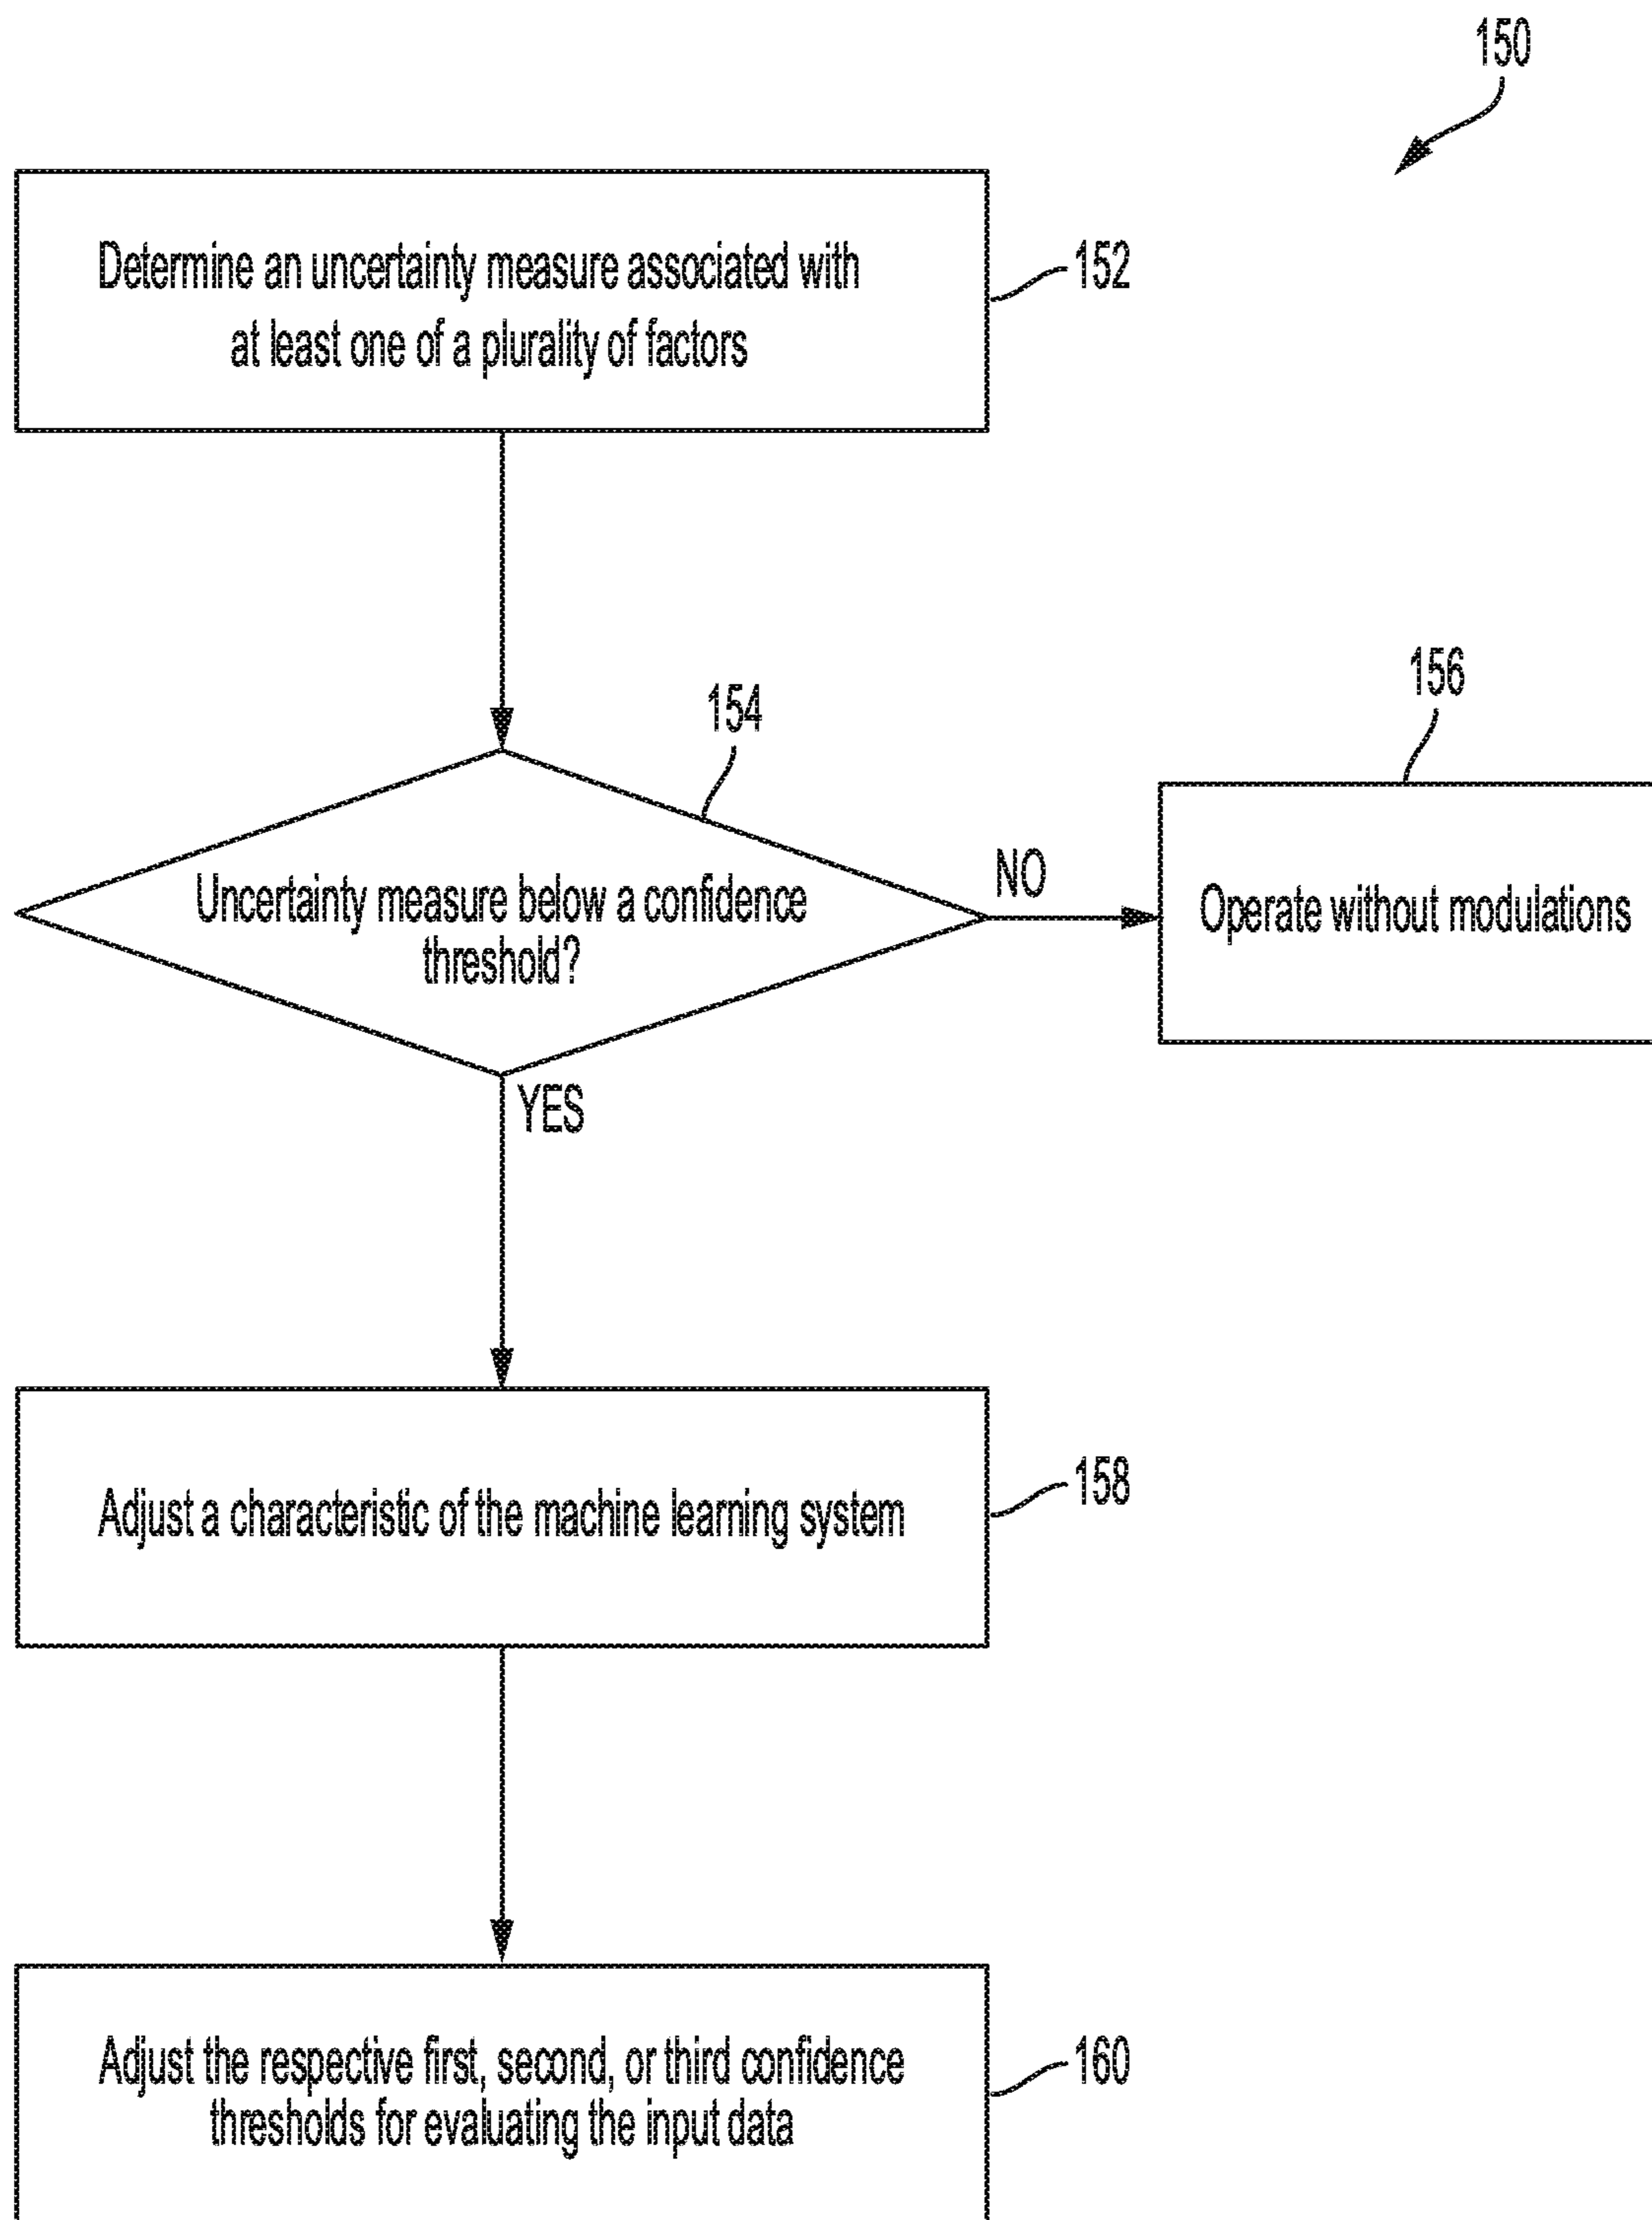 150
Determine an uncertainty measure associated with
at least one of a plurality of factors
152
154
156
Uncertainty measure below a confidence
threshold?
NO
Operate without modulations
YES
Adjust a characteristic of the machine learning system
158
Adjust the respective first, second, or third confidence
thresholds for evaluating the input data
160